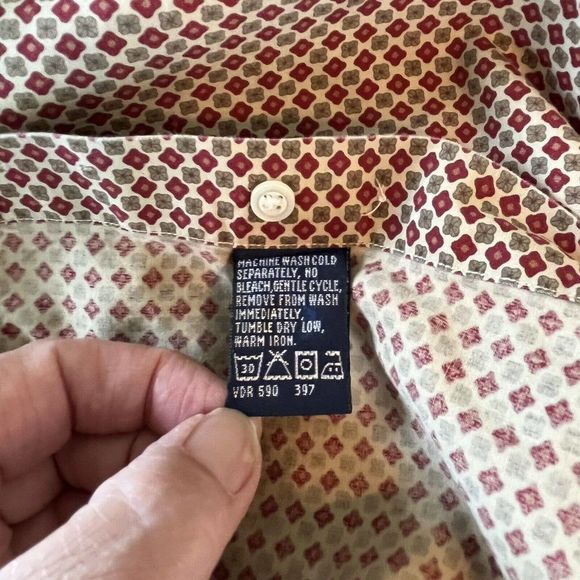 MACHINE WASH COLD
SEPARATELY, NO
BLEACH,GENTLE CYCLE,
REMOVE FROM WASH
IMMEDIATELY,
TUMBLE DRY LOW,
WARM IRON.
30
VDR 590 397